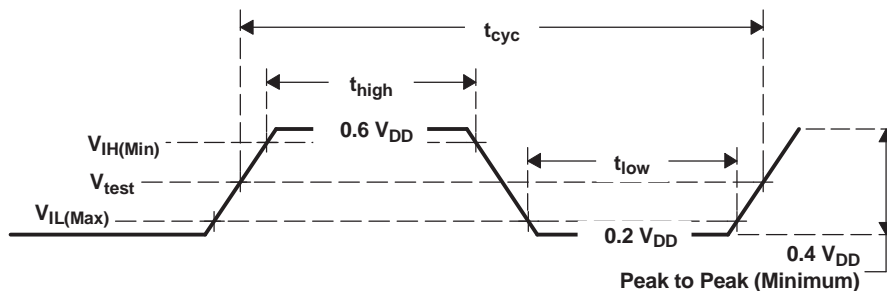 tcyc
thigh
0.6 VDD
VIH(Min)
tlow
Vtest
VIL(Max)
0.2 VDD
0.4 VDD
Peak to Peak (Minimum)